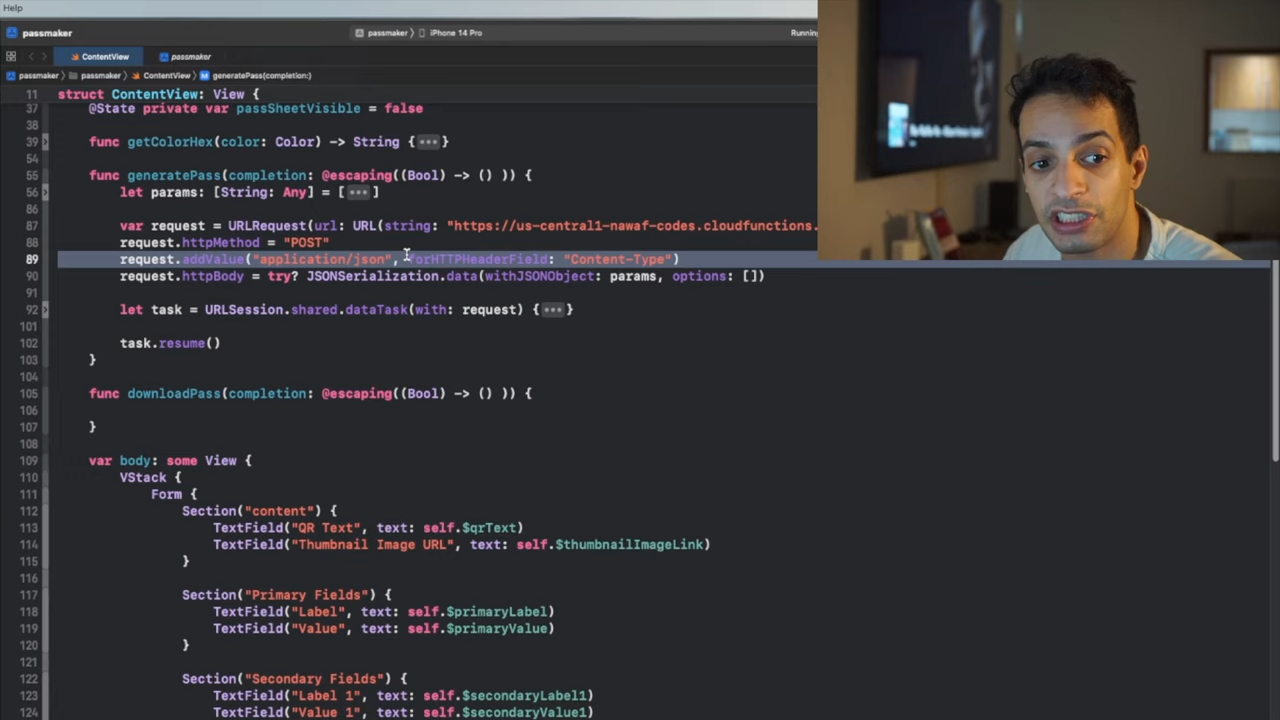 Help
passmaker
passmaker 〉 iPhone 14 Pro
Running
ContentView
passmaker
passmaker 〉 passmaker 〉 ContentView 〉 M generatePass(completion:)
11 struct ContentView: View {
37 @State private var passSheetVisible = false
38
39 func getColorHex(color: Color) -> String {•••}
54
55 func generatePass(completion: @escaping((Bool) -> () )) {
56 let params: [String: Any] = [•••]
86
87 var request = URLRequest(url: URL(string: "https://us-central1-nawaf-codes.cloudfunctions.
88 request.httpMethod = "POST"
89 request.addValue("application/json", forHTTPHeaderField: "Content-Type")
90 request.httpBody = try? JSONSerialization.data(withJSONObject: params, options: [])
91
92 let task = URLSession.shared.dataTask(with: request) {•••}
101
102 task.resume()
103 }
104
105 func downloadPass(completion: @escaping((Bool) -> () )) {
106
107 }
108
109 var body: some View {
110 VStack {
111 Form {
112 Section("content") {
113 TextField("QR Text", text: self.$qrText)
114 TextField("Thumbnail Image URL", text: self.$thumbnailImageLink)
115 }
116
117 Section("Primary Fields") {
118 TextField("Label", text: self.$primaryLabel)
119 TextField("Value", text: self.$primaryValue)
120 }
121
122 Section("Secondary Fields") {
123 TextField("Label 1", text: self.$secondaryLabel1)
124 TextField("Value 1", text: self.$secondaryValue1)